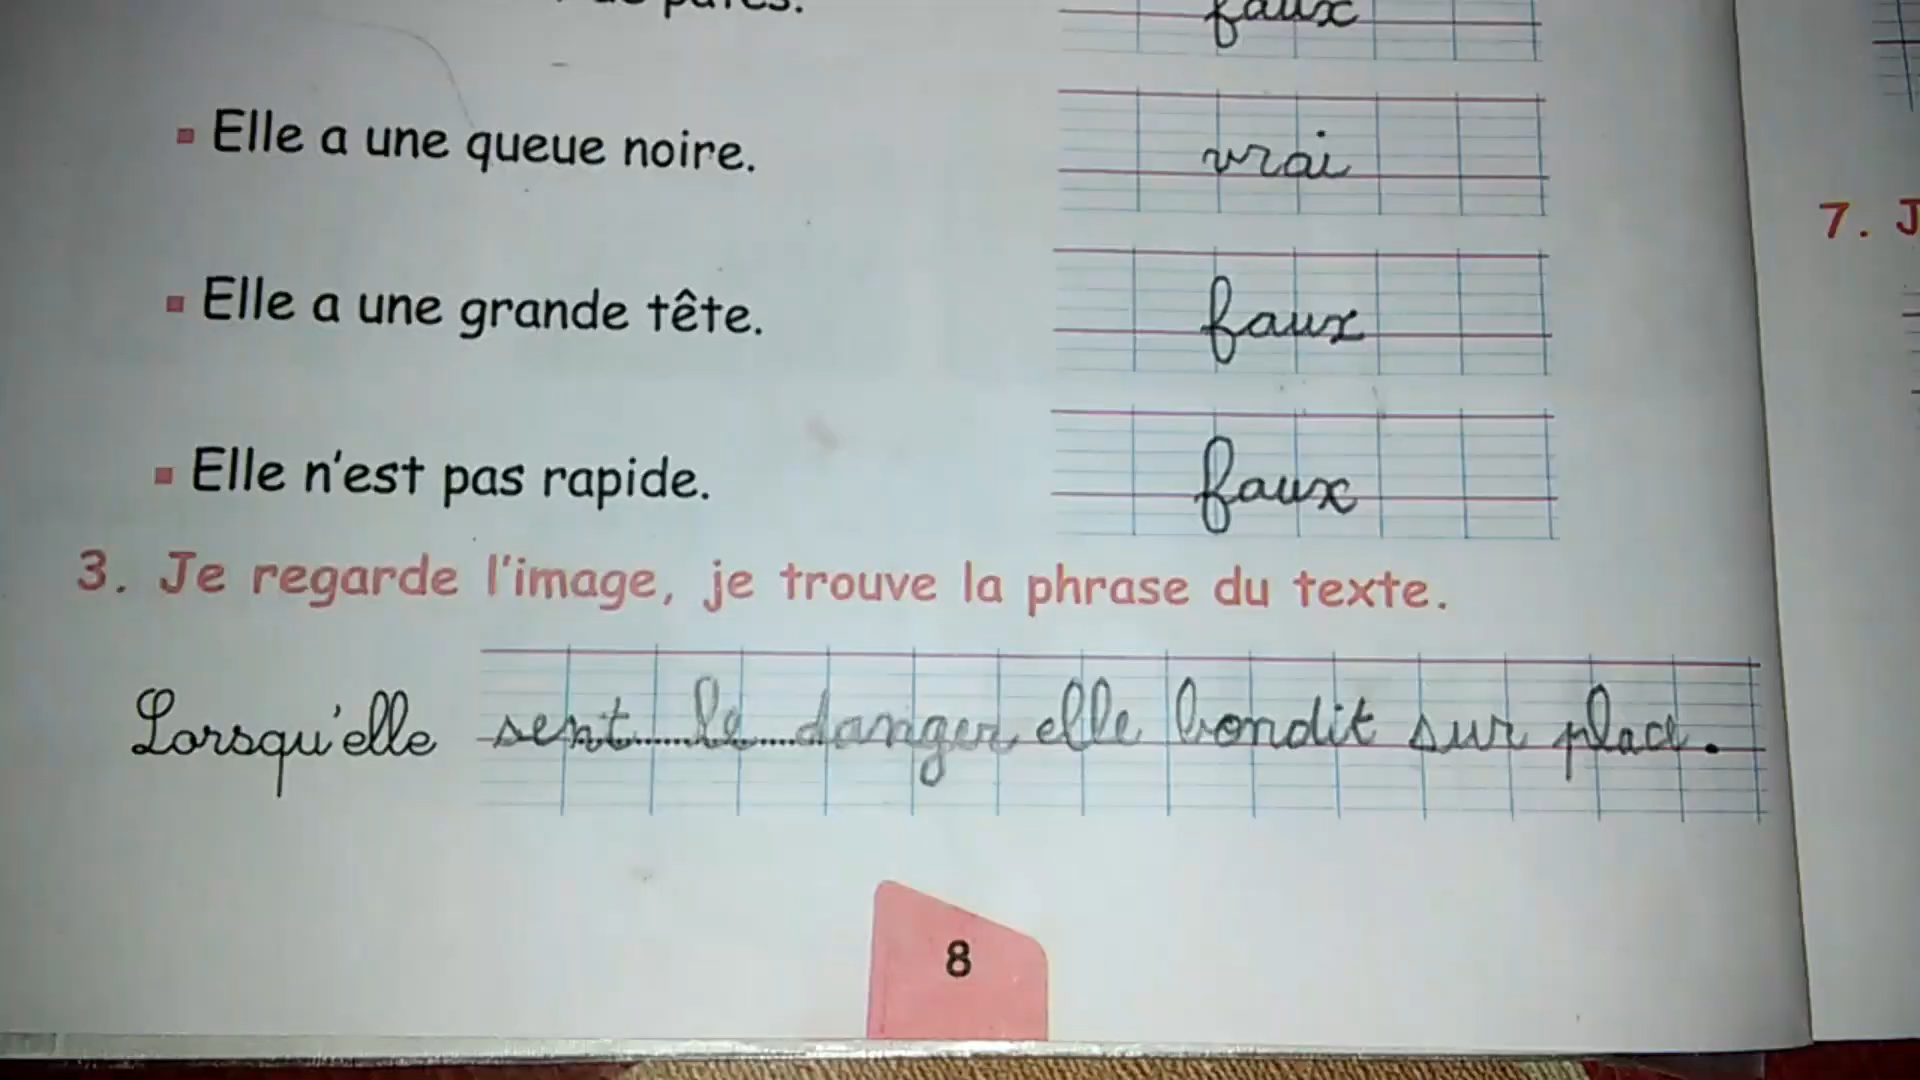 faux
Elle a une queue noire. vrai
Elle a une grande tête. faux
Elle n'est pas rapide. faux
7. J
3. Je regarde l'image, je trouve la phrase du texte.
Lorsqu'elle sent le danger elle bondit sur place.
8